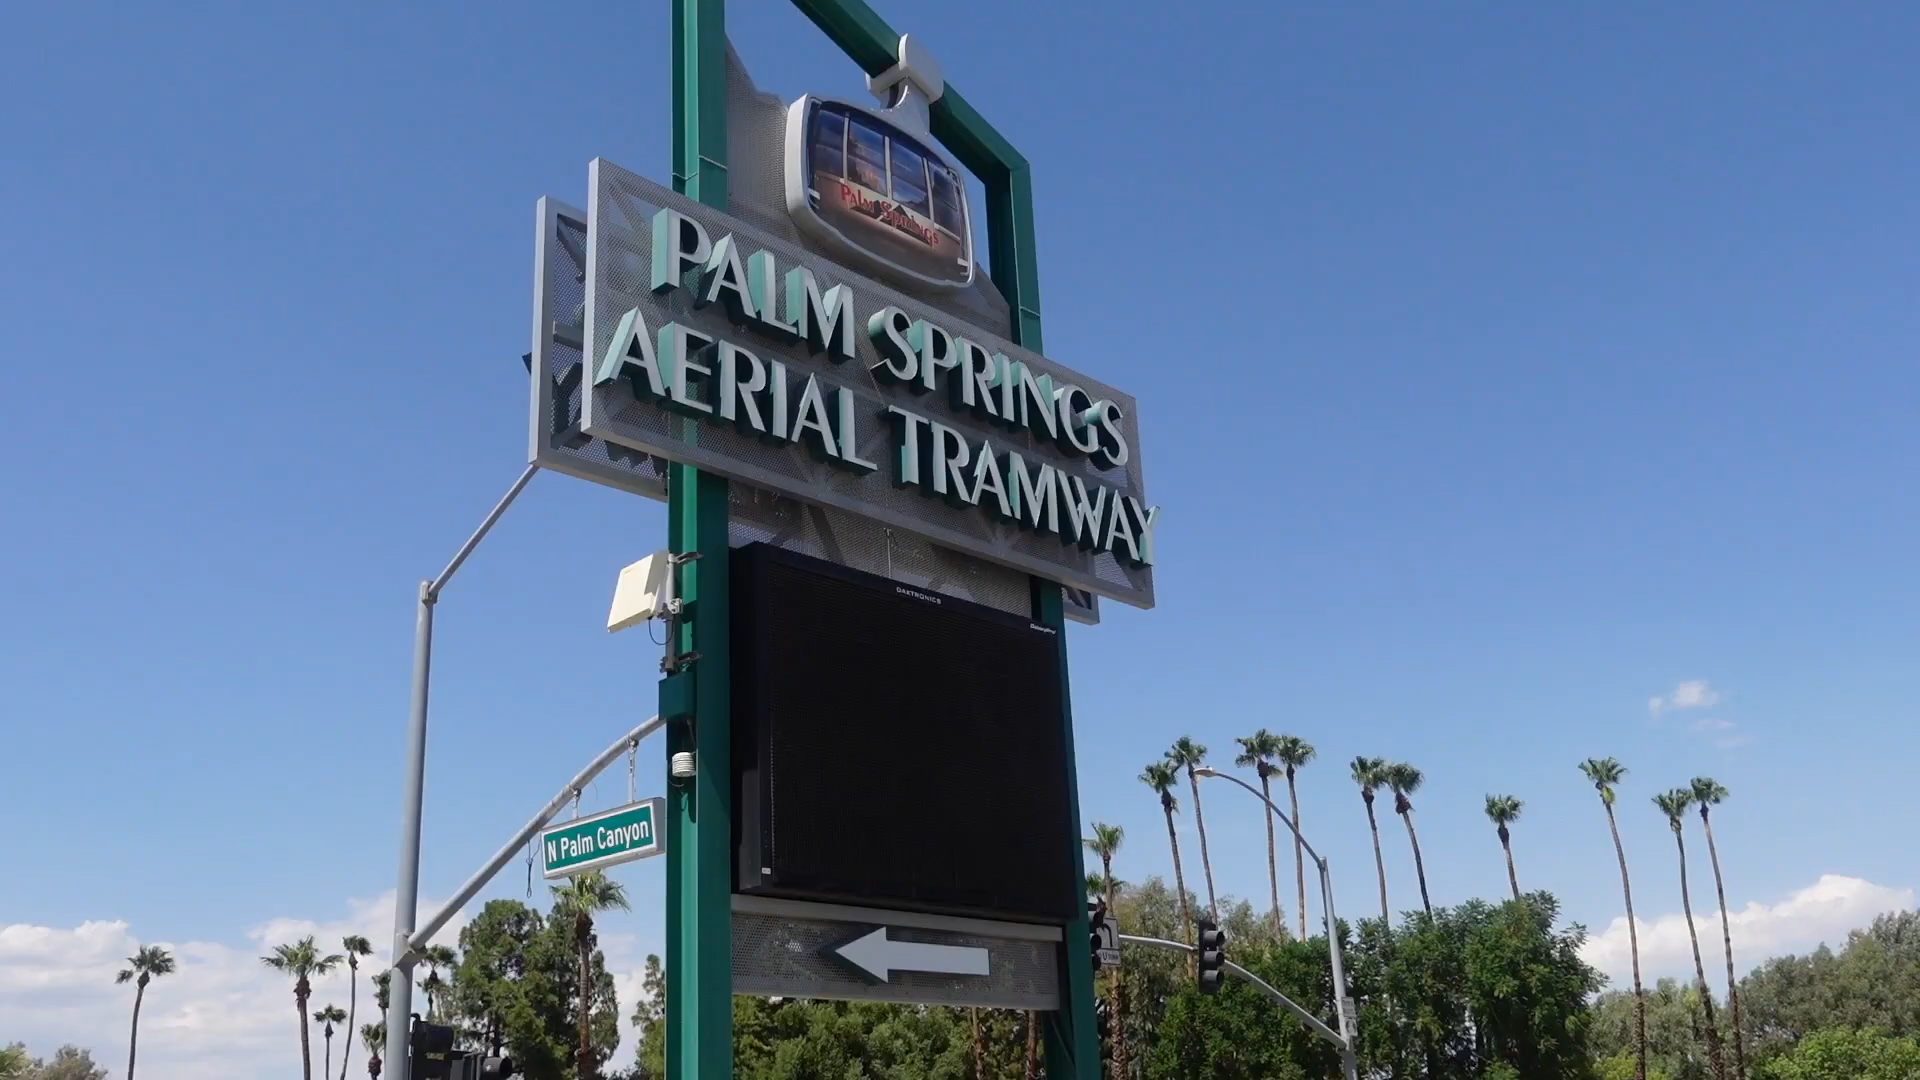 Palm Springs
PALM SPRINGS
AERIAL TRAMWAY
DAKTRONICS
N Palm Canyon